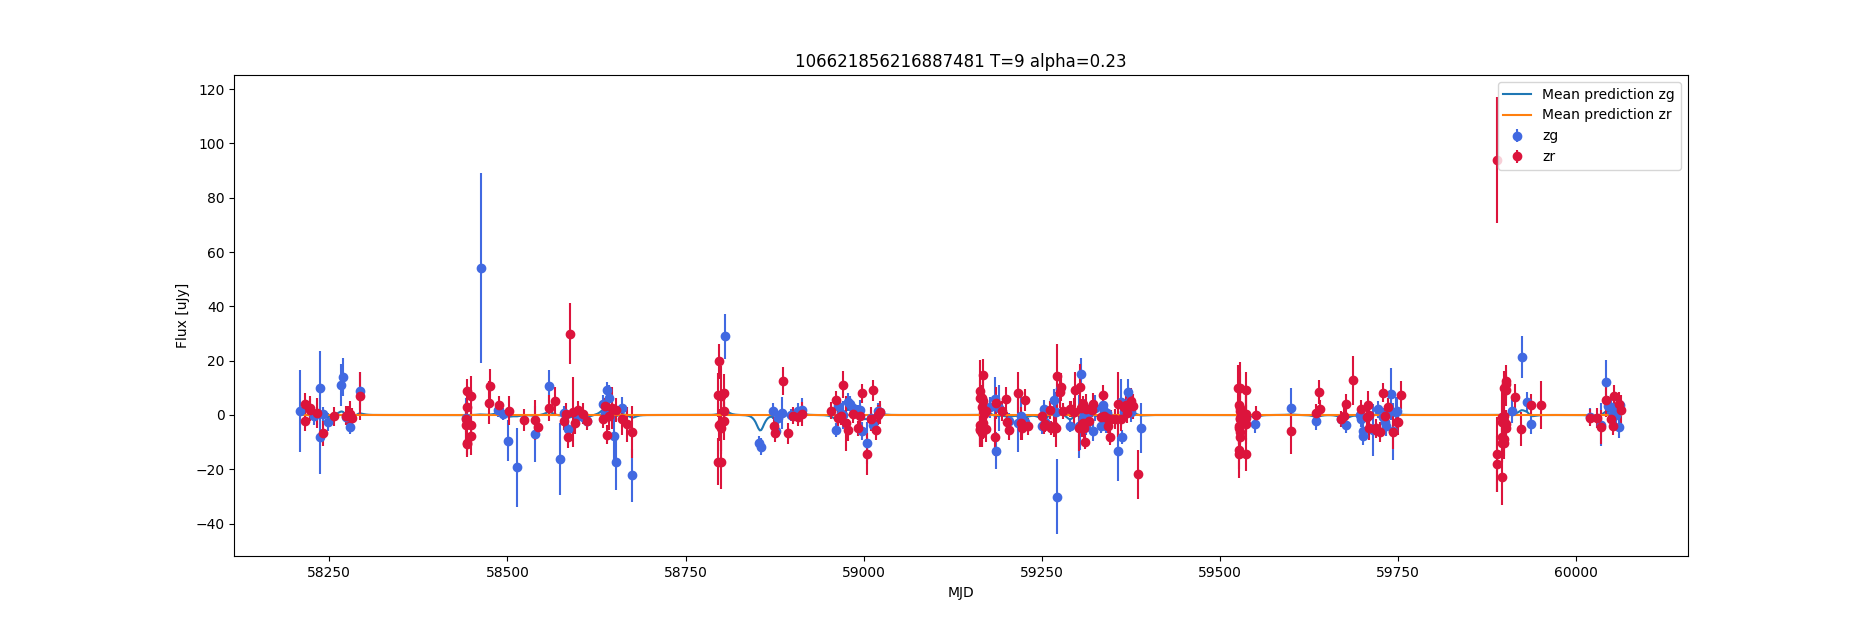 106621856216887481 T=9 alpha=0.23
120
100
80
60
40
20
0
−20
−40
Flux [uJy]
Mean prediction zg
Mean prediction zr
zg
zr
58250
58500
58750
59000
59250
59500
59750
60000
MJD